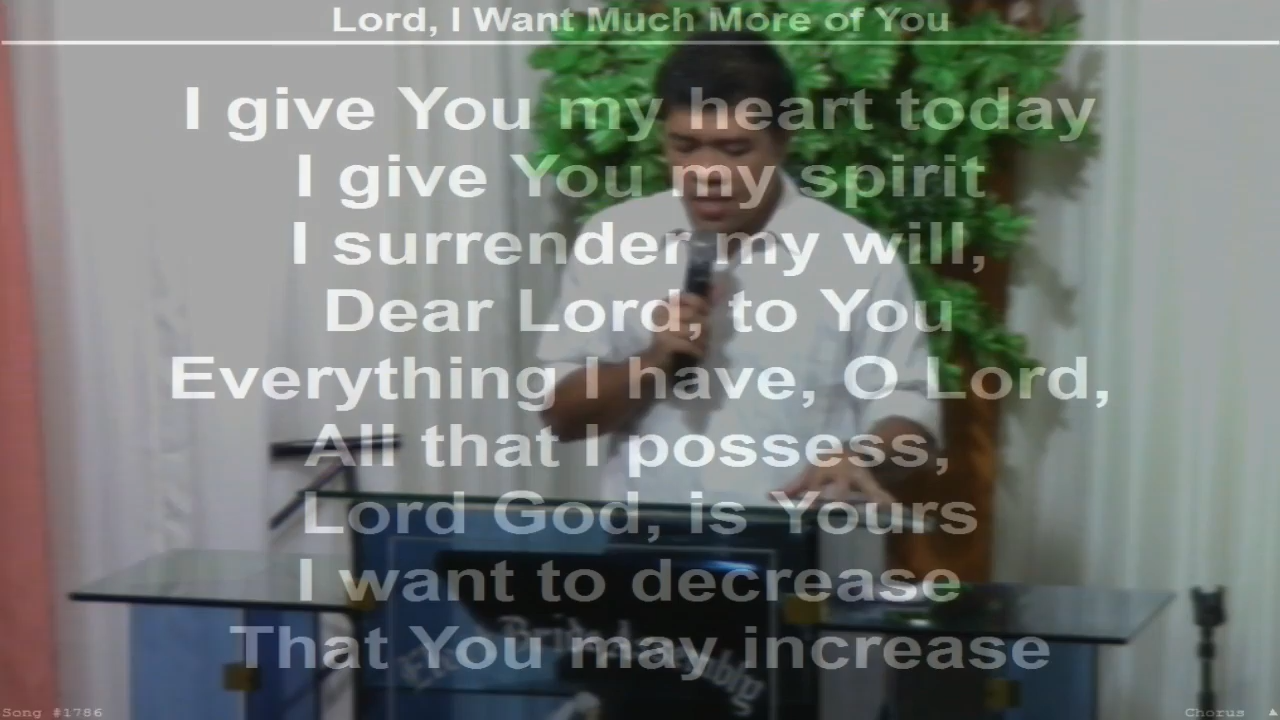 Lord, I Want Much More of You
I give You my heart today
I give You my spirit
I surrender my will,
Dear Lord, to You
Everything I have, O Lord,
All that I possess,
Lord God, is Yours
I want to decrease
That You may increase
Song #1786
Chorus ▲